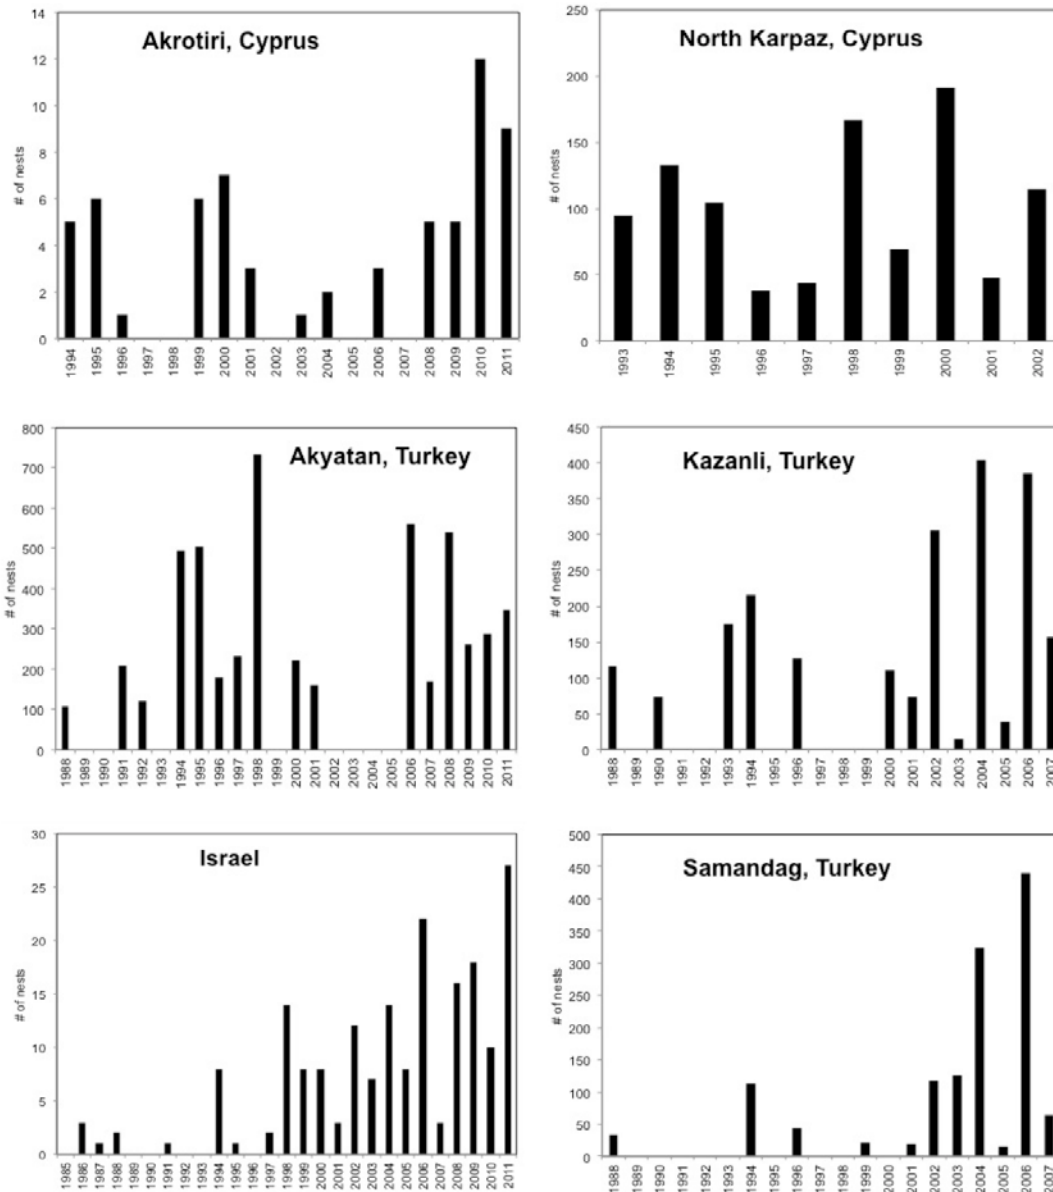 Akrotiri, Cyprus
# of nests
14
12
10
8
6
4
2
0
1994 1995 1996 1997 1998 1999 2000 2001 2002 2003 2004 2005 2006 2007 2008 2009 2010 2011
North Karpaz, Cyprus
# of nests
250
200
150
100
50
0
1993 1994 1995 1996 1997 1998 1999 2000 2001 2002
Akyatan, Turkey
# of nests
800
700
600
500
400
300
200
100
0
1988 1989 1990 1991 1992 1993 1994 1995 1996 1997 1998 1999 2000 2001 2002 2003 2004 2005 2006 2007 2008 2009 2010 2011
Kazanli, Turkey
# of nests
450
400
350
300
250
200
150
100
50
0
1988 1989 1990 1991 1992 1993 1994 1995 1996 1997 1998 1999 2000 2001 2002 2003 2004 2005 2006 2007
Israel
# of nests
30
25
20
15
10
5
0
1985 1986 1987 1988 1989 1990 1991 1992 1993 1994 1995 1996 1997 1998 1999 2000 2001 2002 2003 2004 2005 2006 2007 2008 2009 2010 2011
Samandag, Turkey
# of nests
500
450
400
350
300
250
200
150
100
50
0
1988 1989 1990 1991 1992 1993 1994 1995 1996 1997 1998 1999 2000 2001 2002 2003 2004 2005 2006 2007